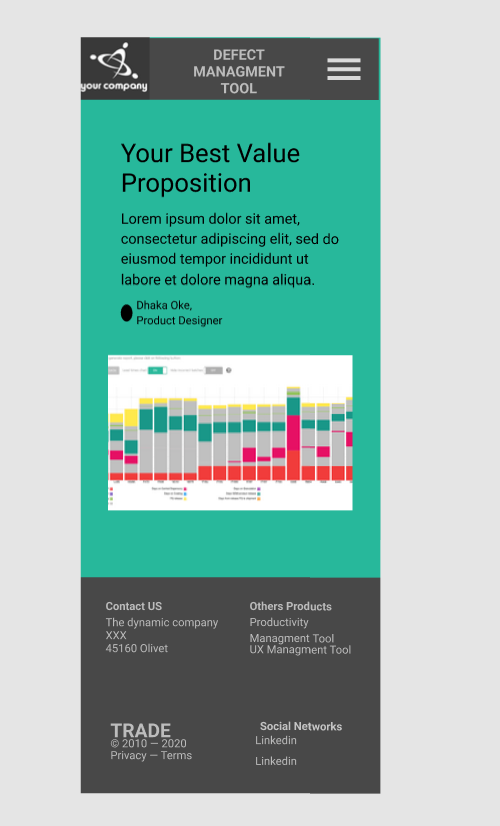 your company
DEFECT
MANAGMENT
TOOL
Your Best Value
Proposition
Lorem ipsum dolor sit amet,
consectetur adipiscing elit, sed do
eiusmod tempor incididunt ut
labore et dolore magna aliqua.
Dhaka Oke,
Product Designer
Contact US
The dynamic company
XXX
45160 Olivet
Others Products
Productivity
Managment Tool
UX Managment Tool
TRADE
© 2010 — 2020
Privacy — Terms
Social Networks
Linkedin
Linkedin